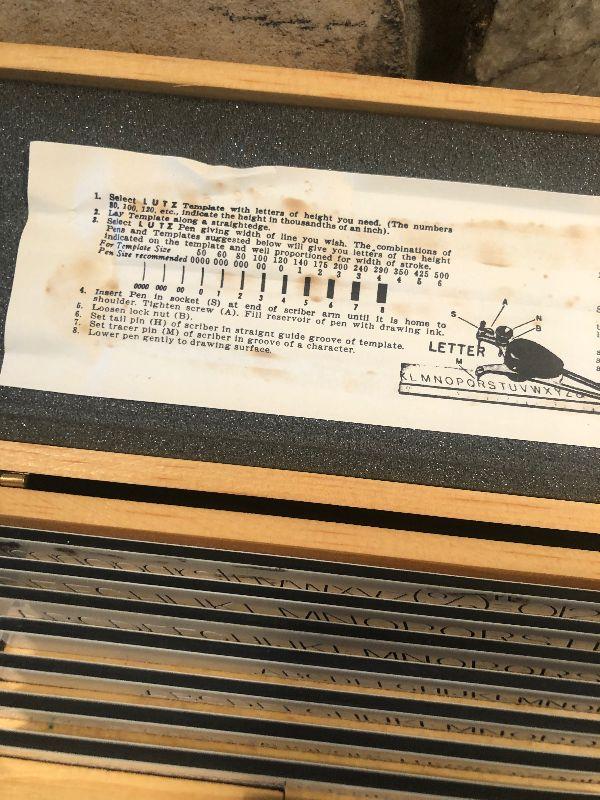 1. Select LUTZ Template with letters of height you need. (The numbers
80, 100, 120, etc., indicate the height in thousandths of an inch).
2. Lay Template along a straightedge.
3. Select LUTZ Pen giving width of line you wish. The combinations of
Pens and Templates suggested below will give you letters of the height
indicated on the template and well proportioned for width of stroke.
For Template Size 50 60 80 100 120 140 175 200 240 290 350 425 500
Pen Size recommended 0000 000 000 00 0 1 2 3 3 4 4 5 6
0000 000 00 0 1 2 3 4 5 6 7 8
4. Insert Pen in socket (S) at end of scriber arm until it is home to
shoulder. Tighten screw (A). Fill reservoir of pen with drawing ink.
5. Loosen lock nut (B).
6. Set tail pin (H) of scriber in straight guide groove of template.
7. Set tracer pin (M) of scriber in groove of a character.
8. Lower pen gently to drawing surface.
A
S
N
B
LETTER
M
KLMNOPQRSTUVWXYZ